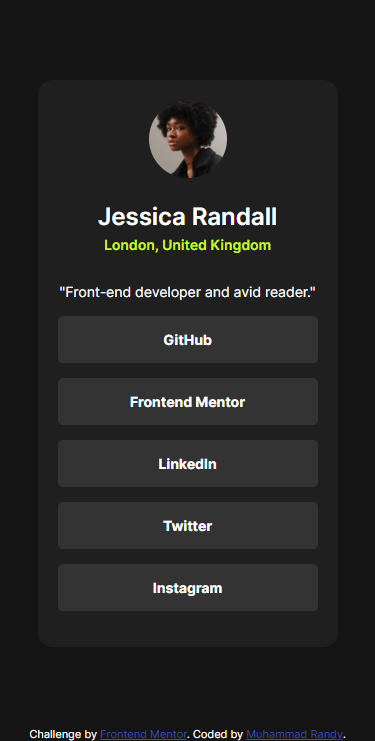 Jessica Randall
London, United Kingdom
"Front-end developer and avid reader."
GitHub
Frontend Mentor
LinkedIn
Twitter
Instagram
Challenge by Frontend Mentor. Coded by Muhammad Randy.